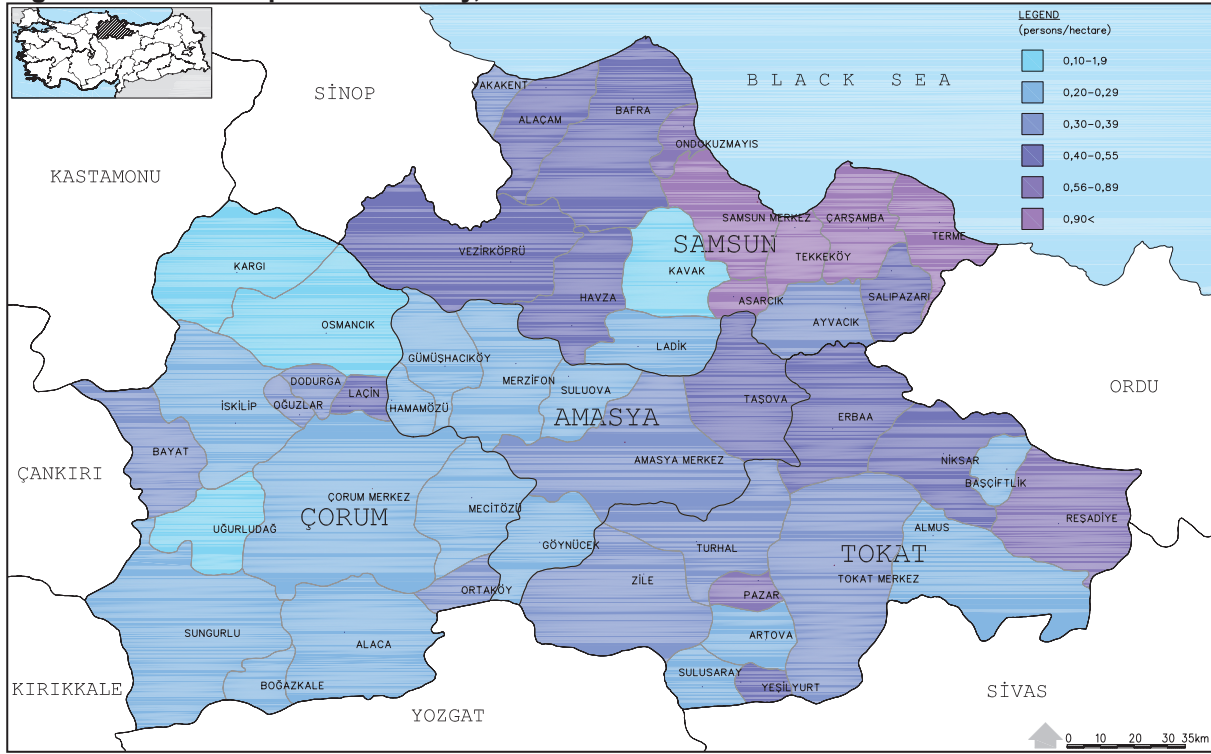 LEGEND
(persons/hectare)
0,10-1,9
0,20-0,29
0,30-0,39
0,40-0,55
0,56-0,89
0,90<
BLACK SEA
SİNOP
KASTAMONU
ÇANKIRI
KIRIKKALE
YOZGAT
SİVAS
ORDU
SAMSUN
AMASYA
ÇORUM
TOKAT
YAKAKENT
ALAÇAM
BAFRA
ONDOKUZMAYIS
SAMSUN MERKEZ
ÇARŞAMBA
TERME
TEKKEKÖY
VEZİRKÖPRÜ
KAVAK
HAVZA
ASARCIK
SALIPAZARI
AYVACIK
LADİK
KARGI
OSMANCIK
GÜMÜŞHACIKÖY
MERZİFON
SULUOVA
HAMAMÖZÜ
TAŞOVA
AMASYA MERKEZ
GÖYNÜCEK
DODURGA
LAÇİN
OĞUZLAR
İSKİLİP
BAYAT
UĞURLUDAĞ
ÇORUM MERKEZ
MECİTÖZÜ
ORTAKÖY
SUNGURLU
ALACA
BOĞAZKALE
ERBAA
NİKSAR
BAŞÇİFTLİK
REŞADİYE
ALMUS
TURHAL
TOKAT MERKEZ
ZİLE
PAZAR
ARTOVA
SULUSARAY
YEŞİLYURT
0 10 20 30 35km